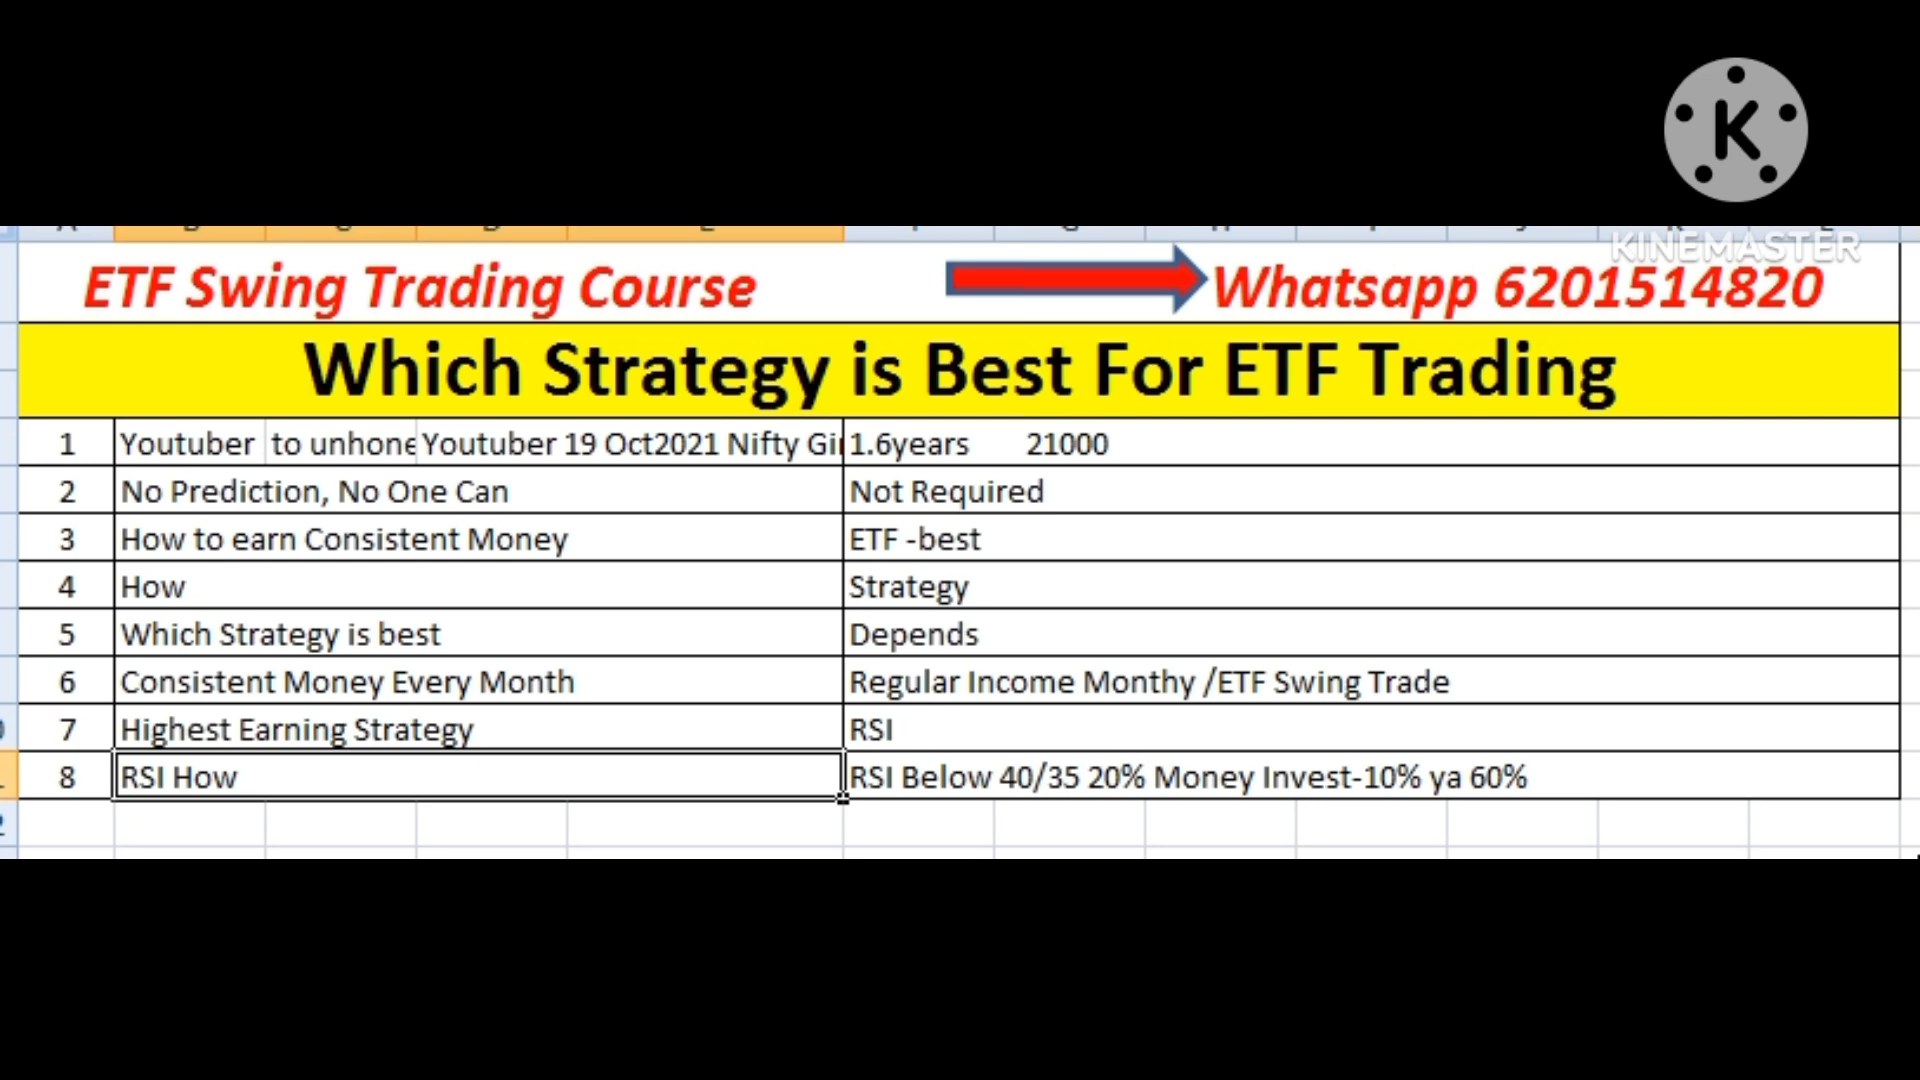 K
KINEMASTER
ETF Swing Trading Course Whatsapp 6201514820
Which Strategy is Best For ETF Trading
1 Youtuber to unhone Youtuber 19 Oct2021 Nifty Gi 1.6years 21000
2 No Prediction, No One Can Not Required
3 How to earn Consistent Money ETF -best
4 How Strategy
5 Which Strategy is best Depends
6 Consistent Money Every Month Regular Income Monthy /ETF Swing Trade
7 Highest Earning Strategy RSI
8 RSI How RSI Below 40/35 20% Money Invest-10% ya 60%